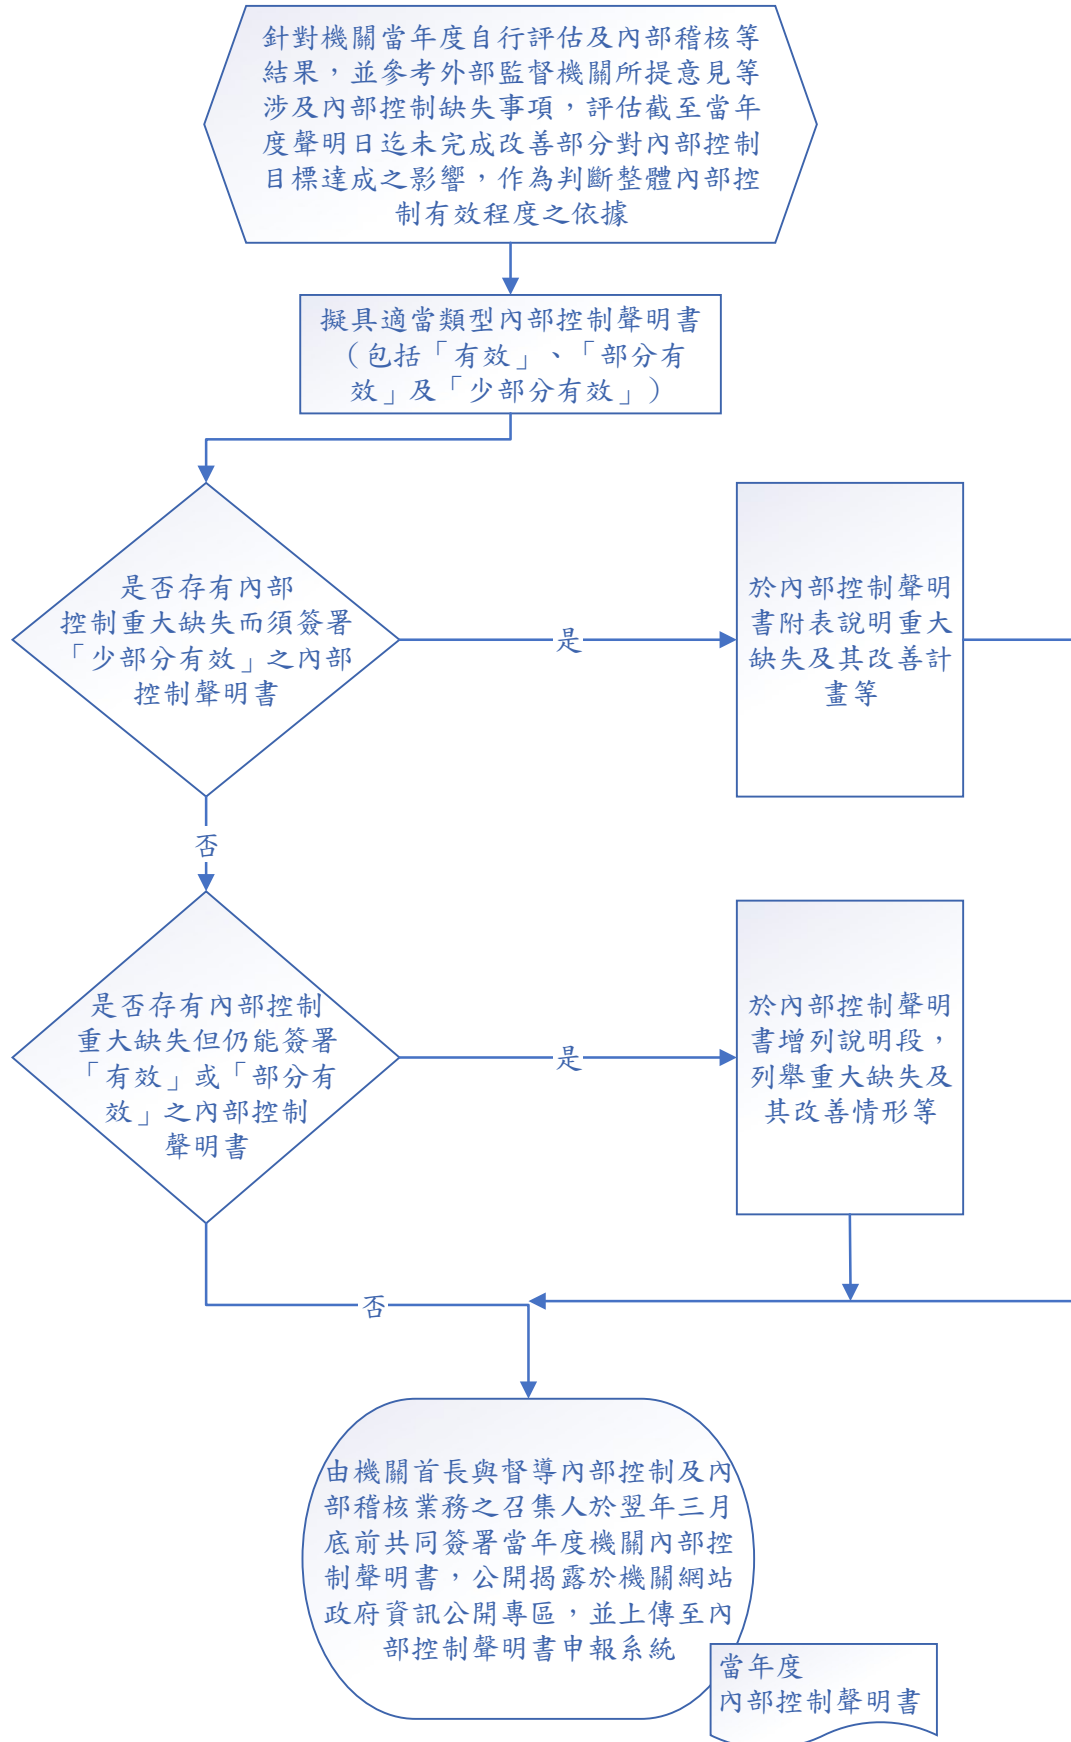 針對機關當年度自行評估及內部稽核等
結果，並參考外部監督機關所提意見等
涉及內部控制缺失事項，評估截至當年
度聲明日迄未完成改善部分對內部控制
目標達成之影響，作為判斷整體內部控
制有效程度之依據
擬具適當類型內部控制聲明書
（包括「有效」、「部分有
效」及「少部分有效」）
是否存有內部
控制重大缺失而須簽署
「少部分有效」之內部
控制聲明書
是
於內部控制聲明
書附表說明重大
缺失及其改善計
畫等
否
是否存有內部控制
重大缺失但仍能簽署
「有效」或「部分有
效」之內部控制
聲明書
是
於內部控制聲明
書增列說明段，
列舉重大缺失及
其改善情形等
否
由機關首長與督導內部控制及內
部稽核業務之召集人於翌年三月
底前共同簽署當年度機關內部控
制聲明書，公開揭露於機關網站
政府資訊公開專區，並上傳至內
部控制聲明書申報系統
當年度
內部控制聲明書